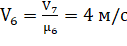 V₆ = V₇/μ₆ = 4 м/с